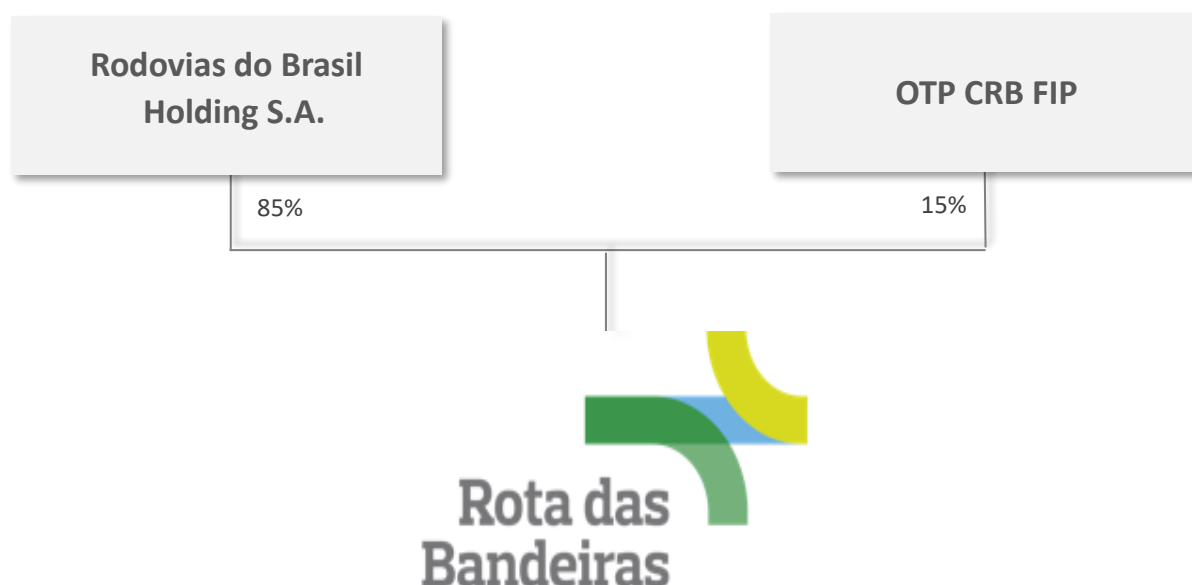 Rodovias do Brasil
Holding S.A.
OTP CRB FIP
85%
15%
Rota das
Bandeiras